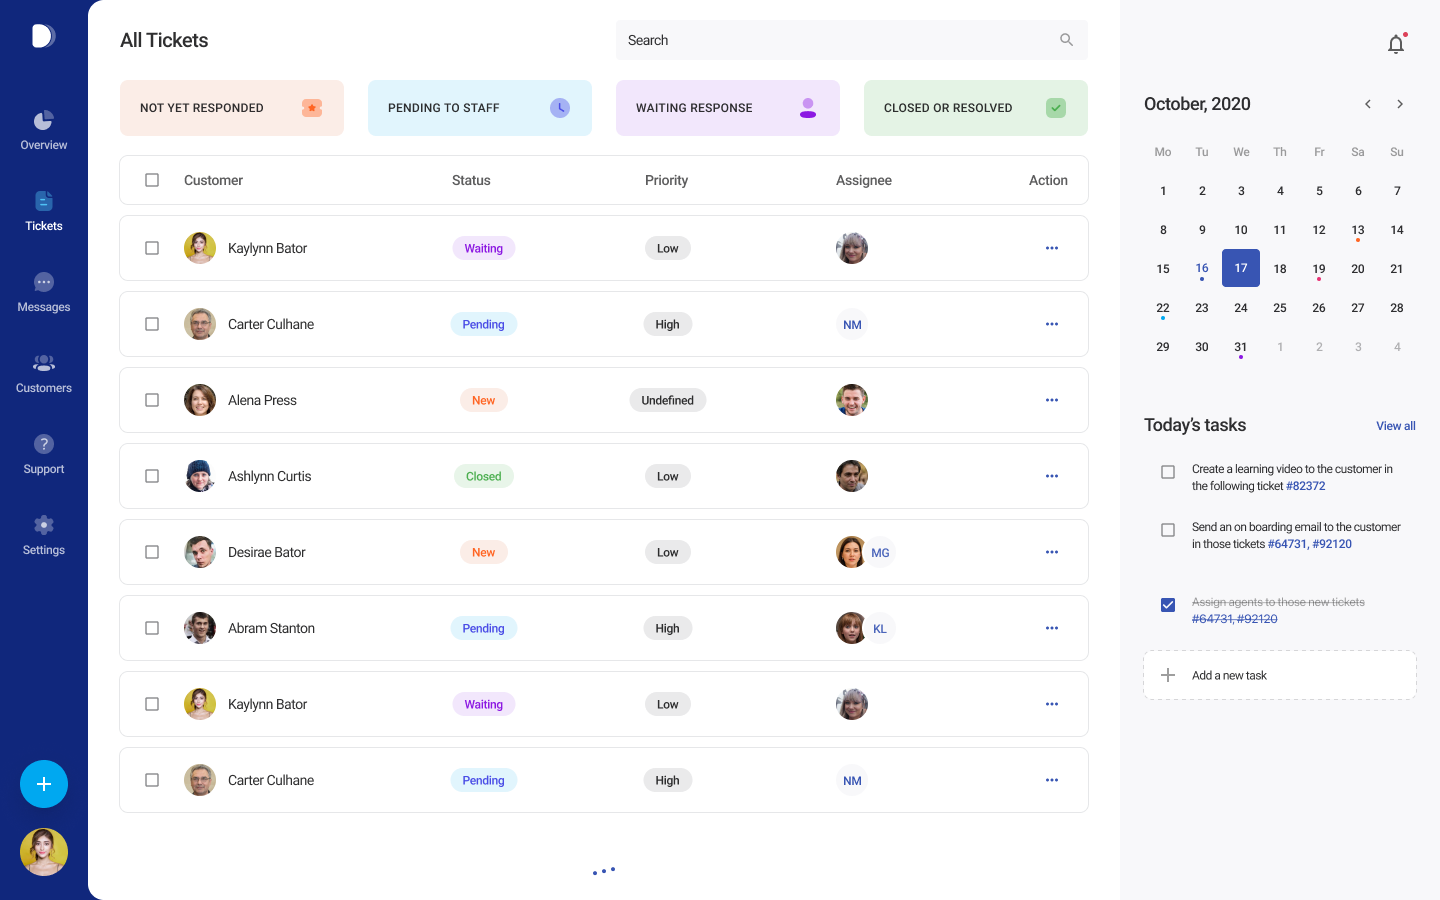 All Tickets
Search
NOT YET RESPONDED
PENDING TO STAFF
WAITING RESPONSE
CLOSED OR RESOLVED
Overview
Tickets
Messages
Customers
Support
Settings
Customer Status Priority Assignee Action
Kaylynn Bator Waiting Low
Carter Culhane Pending High NM
Alena Press New Undefined
Ashlynn Curtis Closed Low
Desirae Bator New Low MG
Abram Stanton Pending High KL
Kaylynn Bator Waiting Low
Carter Culhane Pending High NM
October, 2020
Mo Tu We Th Fr Sa Su
1 2 3 4 5 6 7
8 9 10 11 12 13 14
15 16 17 18 19 20 21
22 23 24 25 26 27 28
29 30 31 1 2 3 4
Today's tasks View all
Create a learning video to the customer in
the following ticket #82372
Send an on boarding email to the customer
in those tickets #64731, #92120
Assign agents to those new tickets
#64731, #92120
Add a new task